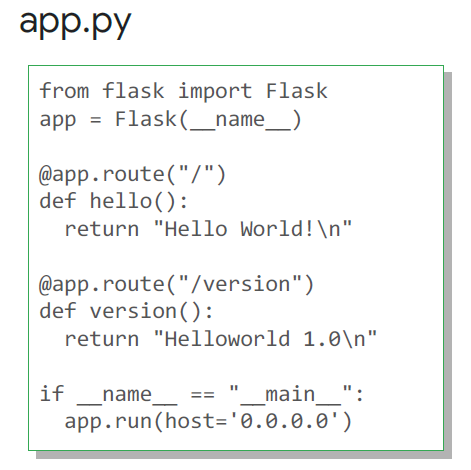 app.py
from flask import Flask
app = Flask(__name__)
@app.route("/")
def hello():
  return "Hello World!\n"
@app.route("/version")
def version():
  return "Helloworld 1.0\n"
if __name__ == "__main__":
  app.run(host='0.0.0.0')